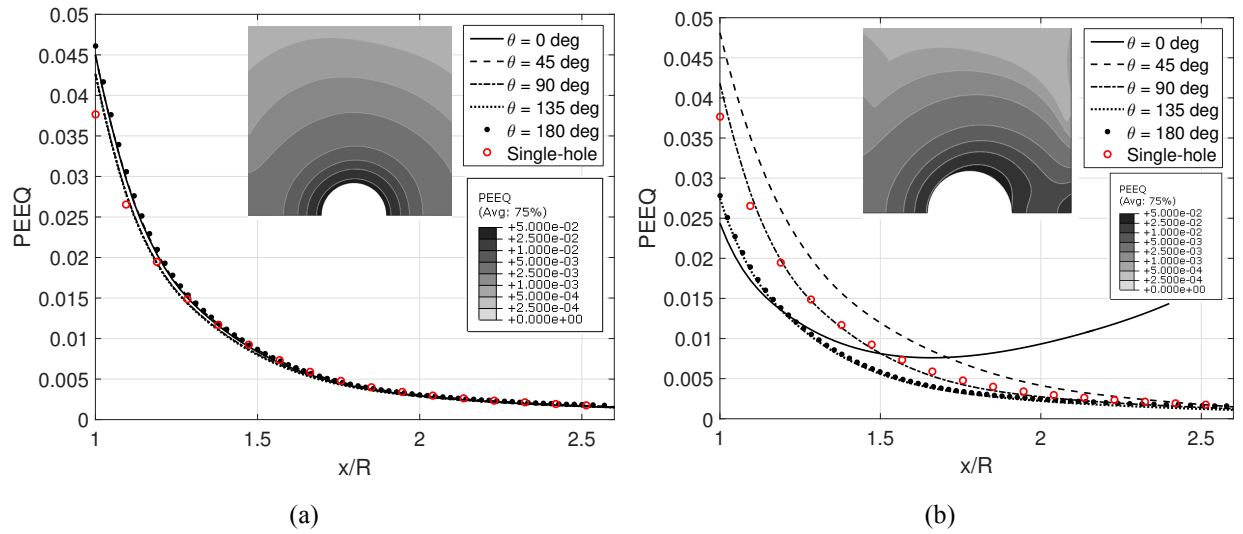 0.05
0.045
0.04
0.035
0.03
0.025
0.02
0.015
0.01
0.005
0
PEEQ
1
1.5
2
2.5
x/R
θ = 0 deg
θ = 45 deg
θ = 90 deg
θ = 135 deg
θ = 180 deg
Single-hole
PEEQ
(Avg: 75%)
+5.000e-02
+2.500e-02
+1.000e-02
+5.000e-03
+2.500e-03
+1.000e-03
+5.000e-04
+2.500e-04
+0.000e+00
(a)
0.05
0.045
0.04
0.035
0.03
0.025
0.02
0.015
0.01
0.005
0
PEEQ
1
1.5
2
2.5
x/R
θ = 0 deg
θ = 45 deg
θ = 90 deg
θ = 135 deg
θ = 180 deg
Single-hole
PEEQ
(Avg: 75%)
+5.000e-02
+2.500e-02
+1.000e-02
+5.000e-03
+2.500e-03
+1.000e-03
+5.000e-04
+2.500e-04
+0.000e+00
(b)